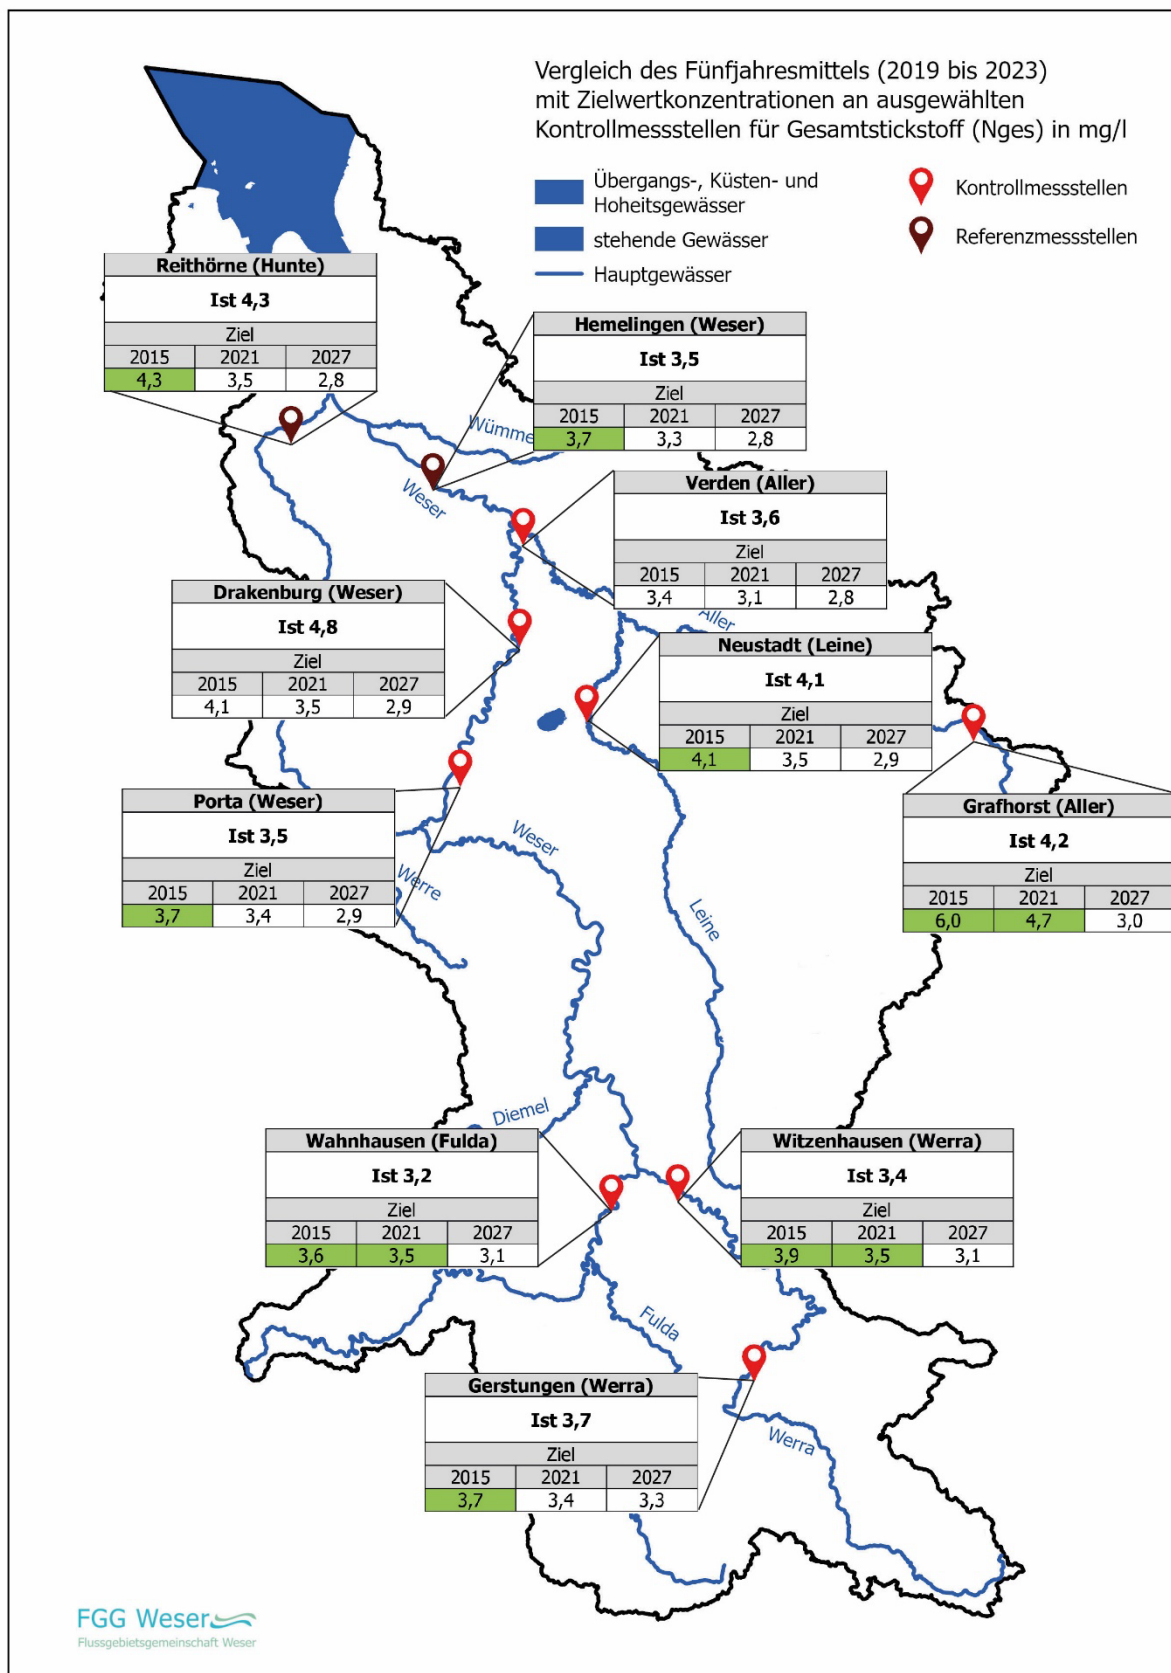 Vergleich des Fünfjahresmittels (2019 bis 2023)
mit Zielwertkonzentrationen an ausgewählten
Kontrollmessstellen für Gesamtstickstoff (Nges) in mg/l
Übergangs-, Küsten- und
Hoheitsgewässer
stehende Gewässer
Hauptgewässer
Kontrollmessstellen
Referenzmessstellen
Reithörne (Hunte)
Ist 4,3
Ziel
2015 2021 2027
4,3 3,5 2,8
Hemelingen (Weser)
Ist 3,5
Ziel
2015 2021 2027
3,7 3,3 2,8
Wümme
Weser
Verden (Aller)
Ist 3,6
Ziel
2015 2021 2027
3,4 3,1 2,8
Aller
Drakenburg (Weser)
Ist 4,8
Ziel
2015 2021 2027
4,1 3,5 2,9
Neustadt (Leine)
Ist 4,1
Ziel
2015 2021 2027
4,1 3,5 2,9
Porta (Weser)
Ist 3,5
Ziel
2015 2021 2027
3,7 3,4 2,9
Grafhorst (Aller)
Ist 4,2
Ziel
2015 2021 2027
6,0 4,7 3,0
Weser
Werre
Leine
Diemel
Wahnhausen (Fulda)
Ist 3,2
Ziel
2015 2021 2027
3,6 3,5 3,1
Witzenhausen (Werra)
Ist 3,4
Ziel
2015 2021 2027
3,9 3,5 3,1
Fulda
Gerstungen (Werra)
Ist 3,7
Ziel
2015 2021 2027
3,7 3,4 3,3
Werra
FGG Weser
Flussgebietsgemeinschaft Weser